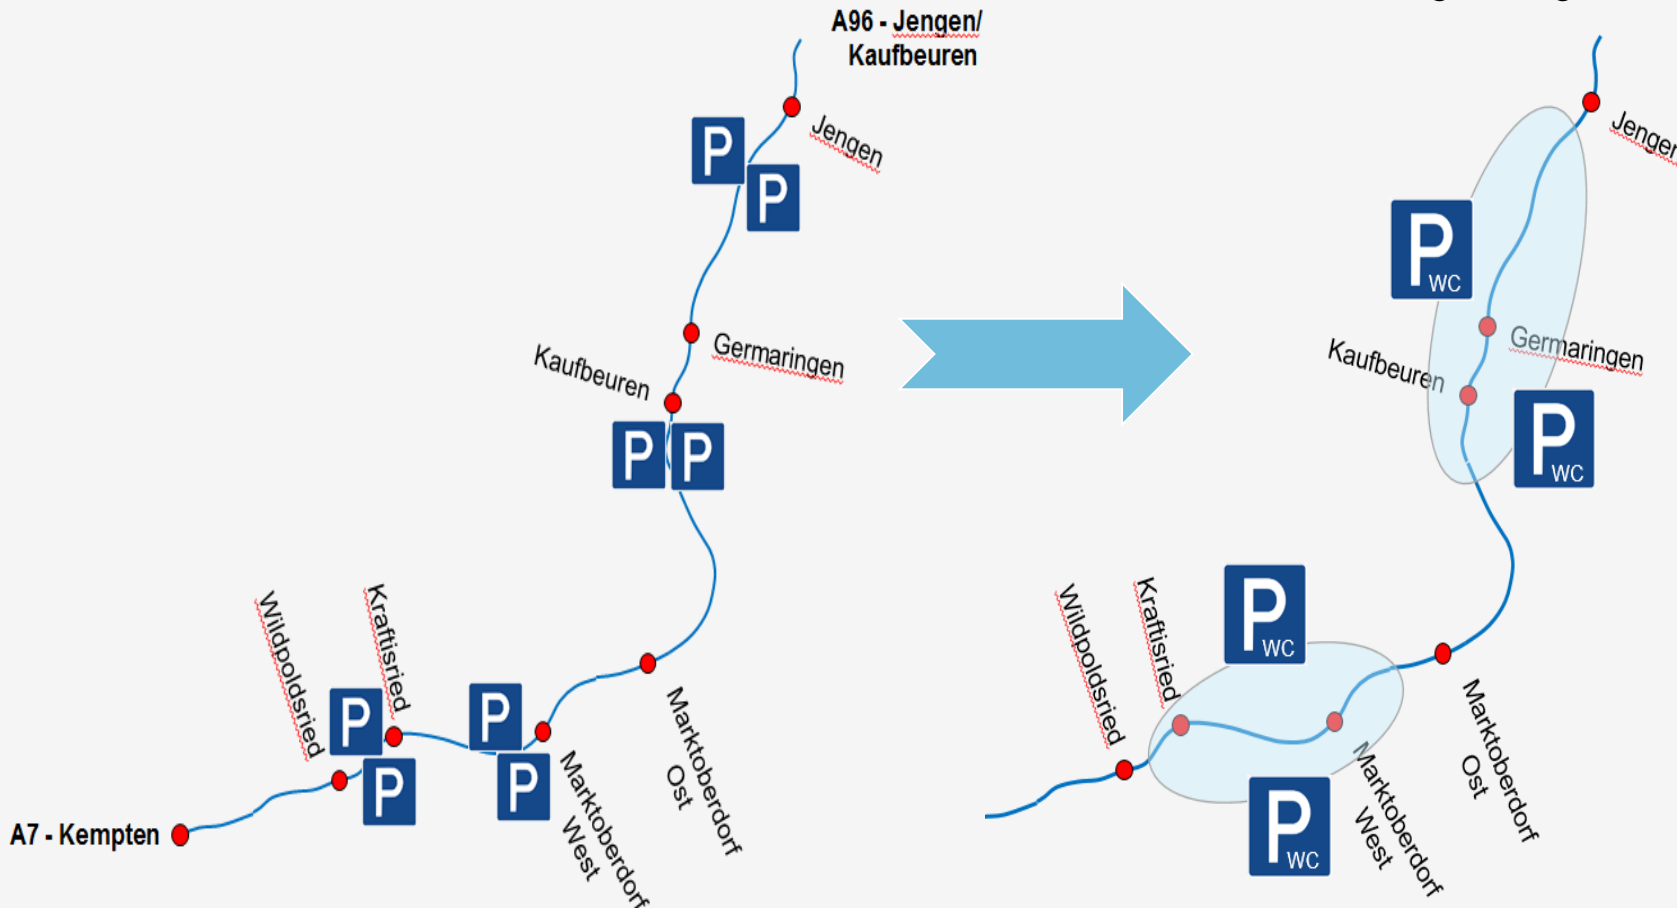 A96 - Jengen/
Kaufbeuren
Jengen
P
P
Germaringen
Kaufbeuren
P
P
Wildpoldsried
Kraftisried
P
P
P
P
Marktoberdorf
West
Marktoberdorf
Ost
A7 - Kempten
Jengen
P
WC
Germaringen
Kaufbeuren
P
WC
Wildpoldsried
Kraftisried
P
WC
P
WC
Marktoberdorf
West
Marktoberdorf
Ost